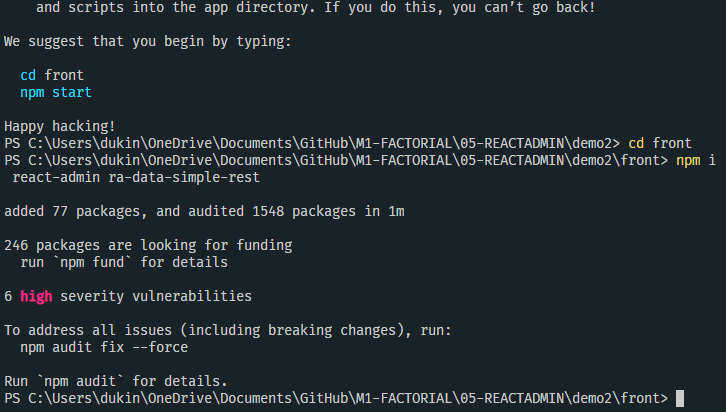 and scripts into the app directory. If you do this, you can’t go back!
We suggest that you begin by typing:
cd front
npm start
Happy hacking!
PS C:\Users\dukin\OneDrive\Documents\GitHub\M1-FACTORIAL\05-REACTADMIN\demo2> cd front
PS C:\Users\dukin\OneDrive\Documents\GitHub\M1-FACTORIAL\05-REACTADMIN\demo2\front> npm i
react-admin ra-data-simple-rest
added 77 packages, and audited 1548 packages in 1m
246 packages are looking for funding
run `npm fund` for details
6 high severity vulnerabilities
To address all issues (including breaking changes), run:
npm audit fix --force
Run `npm audit` for details.
PS C:\Users\dukin\OneDrive\Documents\GitHub\M1-FACTORIAL\05-REACTADMIN\demo2\front>